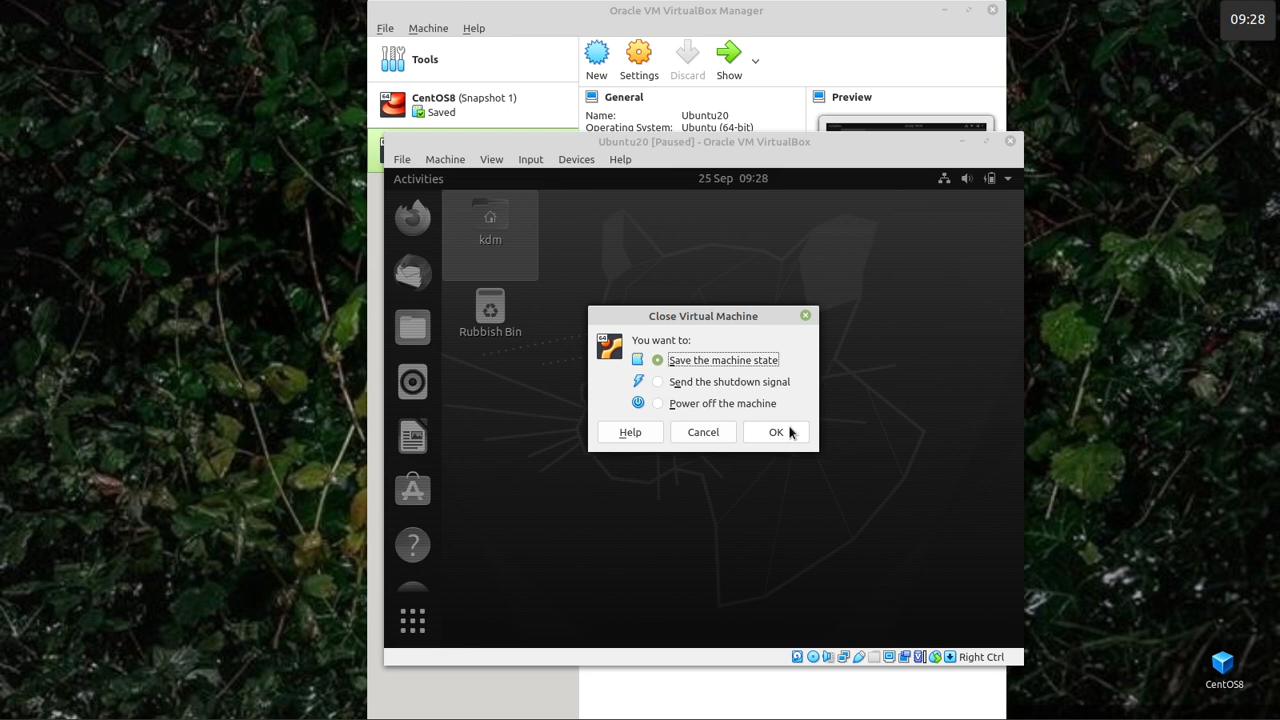 Oracle VM VirtualBox Manager
09:28
File Machine Help
Tools
New Settings Discard Show
CentOS8 (Snapshot 1)
Saved
General
Preview
Name: Ubuntu20
Operating System: Ubuntu (64-bit)
Ubuntu20 [Paused] - Oracle VM VirtualBox
File Machine View Input Devices Help
Activities
25 Sep 09:28
kdm
Rubbish Bin
Close Virtual Machine
64
You want to:
Save the machine state
Send the shutdown signal
Power off the machine
Help Cancel OK
Right Ctrl
CentOS8